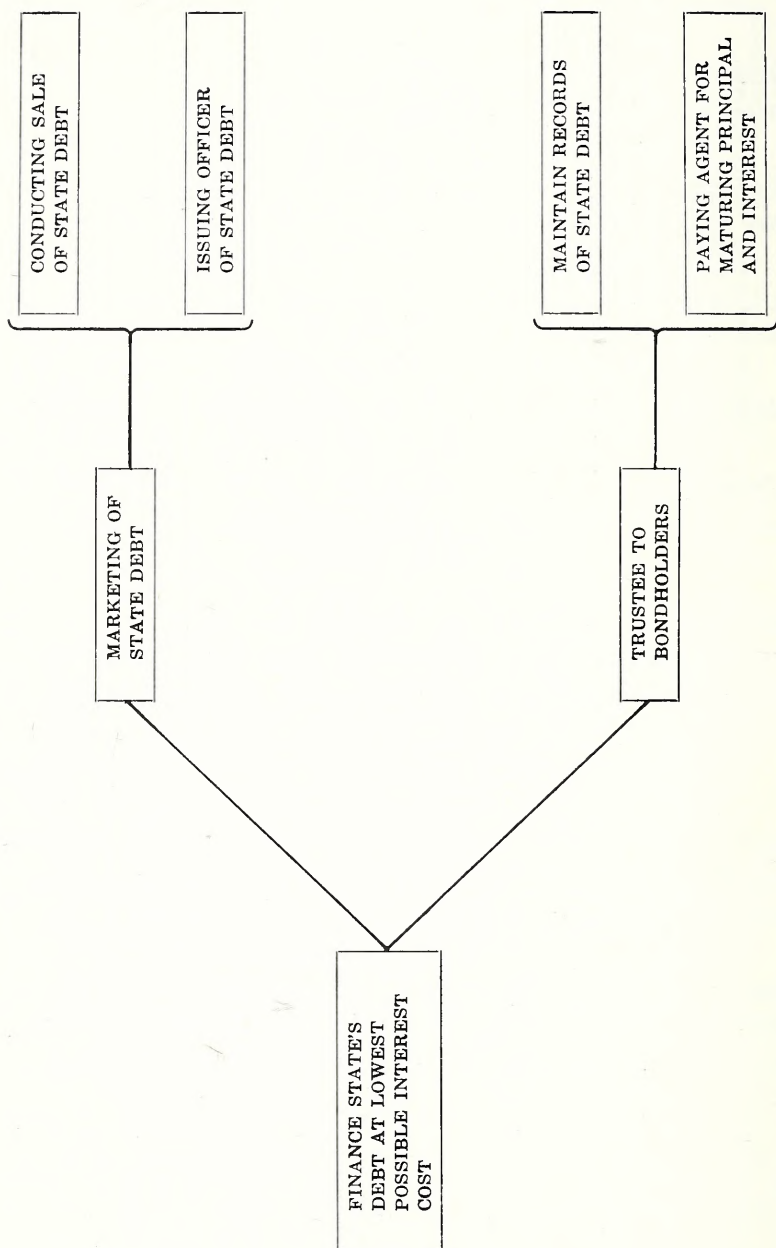 FINANCE STATE'S
DEBT AT LOWEST
POSSIBLE INTEREST
COST
MARKETING OF
STATE DEBT
CONDUCTING SALE
OF STATE DEBT
ISSUING OFFICER
OF STATE DEBT
TRUSTEE TO
BONDHOLDERS
MAINTAIN RECORDS
OF STATE DEBT
PAYING AGENT FOR
MATURING PRINCIPAL
AND INTEREST